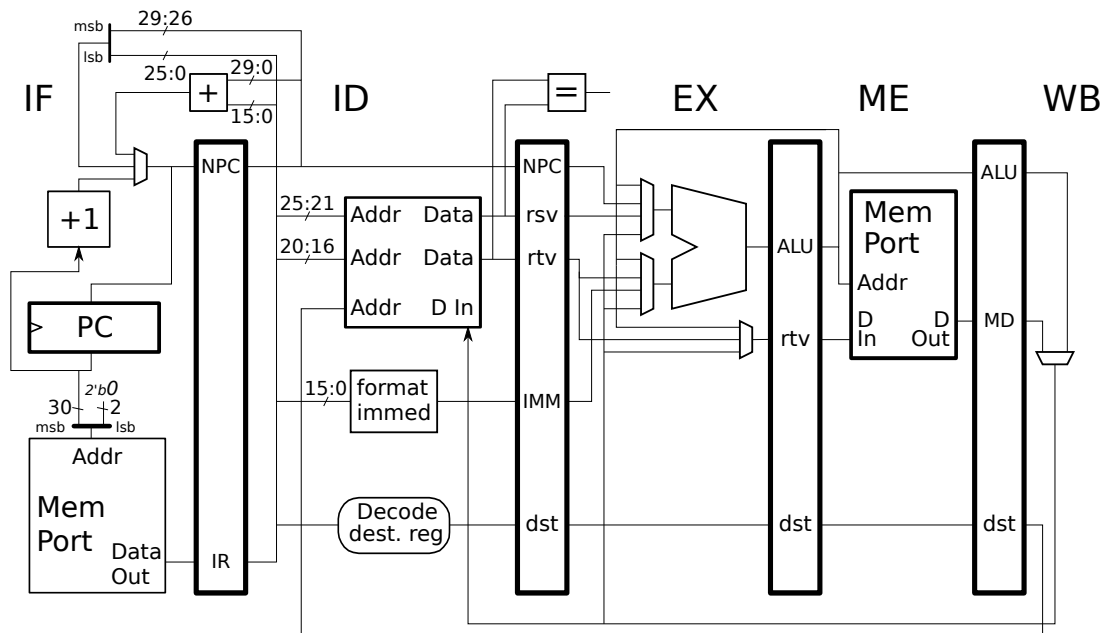 29:26
msb
lsb
25:0
29:0
15:0
+
=
IF
ID
EX
ME
WB
NPC
NPC
+1
25:21
20:16
Addr
Data
Addr
Data
Addr
D In
rsv
rtv
ALU
ALU
Mem
Port
Addr
D
In
D
Out
rtv
MD
PC
2'b0
30
2
msb
lsb
15:0
format
immed
IMM
Addr
Mem
Port
Data
Out
IR
Decode
dest. reg
dst
dst
dst